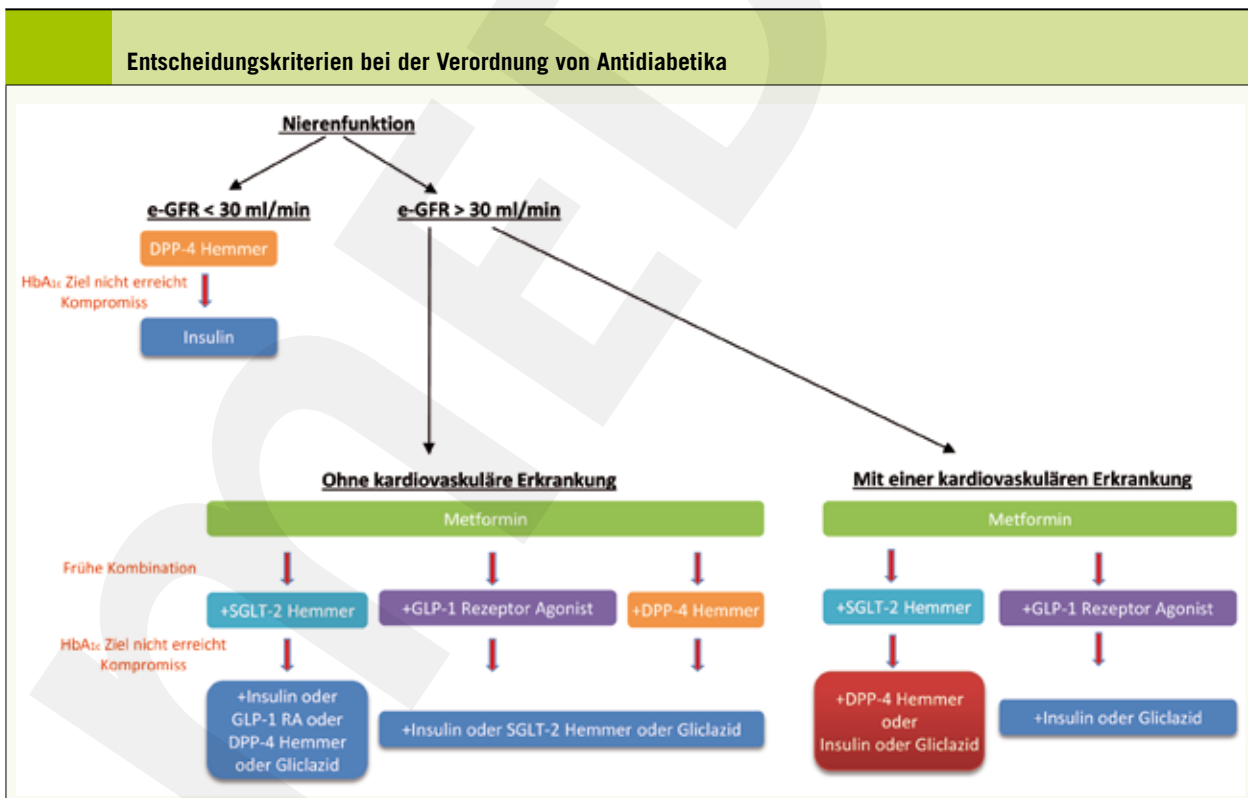 Entscheidungskriterien bei der Verordnung von Antidiabetika
Nierenfunktion
e-GFR < 30 ml/min
e-GFR > 30 ml/min
DPP-4 Hemmer
HbA1c Ziel nicht erreicht
Kompromiss
Insulin
Ohne kardiovaskuläre Erkrankung
Mit einer kardiovaskulären Erkrankung
Metformin
Metformin
Frühe Kombination
+SGLT-2 Hemmer
+GLP-1 Rezeptor Agonist
+DPP-4 Hemmer
+SGLT-2 Hemmer
+GLP-1 Rezeptor Agonist
HbA1c Ziel nicht erreicht
Kompromiss
+Insulin oder
GLP-1 RA oder
DPP-4 Hemmer
oder Gliclazid
+Insulin oder SGLT-2 Hemmer oder Gliclazid
+DPP-4 Hemmer
oder
Insulin oder Gliclazid
+Insulin oder Gliclazid